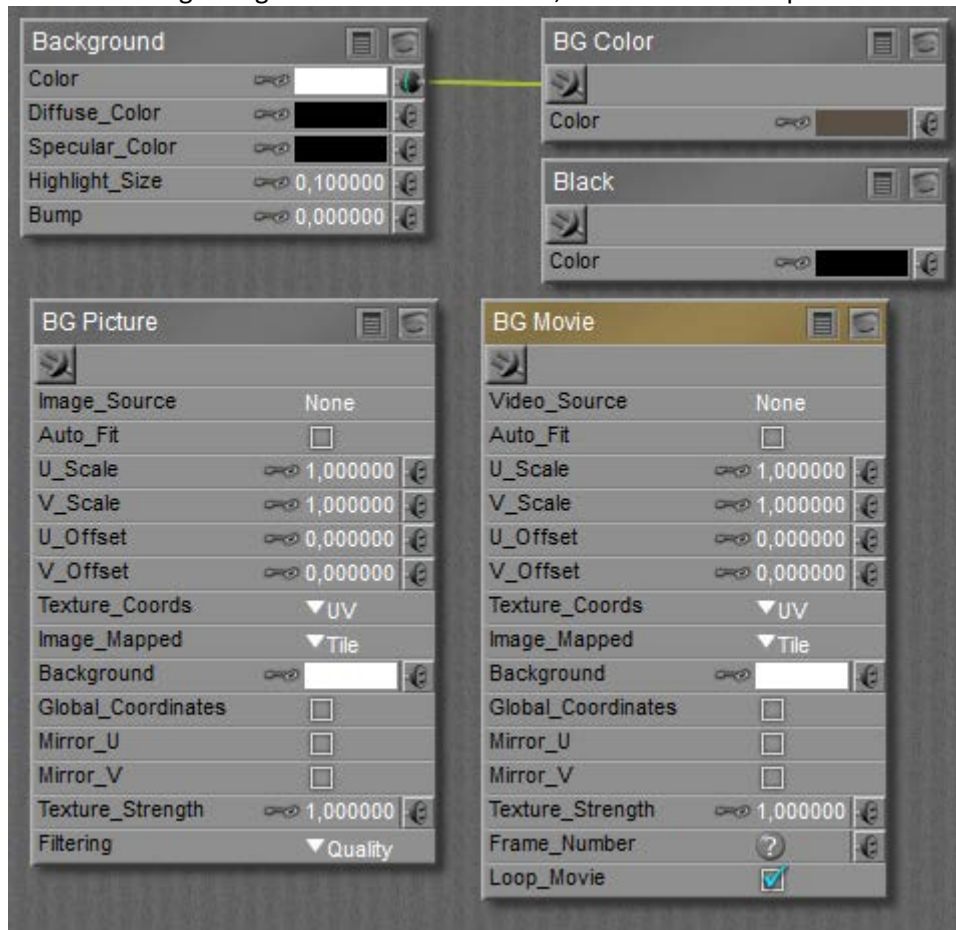 Background
Color
Diffuse_Color
Specular_Color
Highlight_Size 0,100000
Bump 0,000000
BG Color
Color
Black
Color
BG Picture
Image_Source None
Auto_Fit
U_Scale 1,000000
V_Scale 1,000000
U_Offset 0,000000
V_Offset 0,000000
Texture_Coords UV
Image_Mapped Tile
Background
Global_Coordinates
Mirror_U
Mirror_V
Texture_Strength 1,000000
Filtering Quality
BG Movie
Video_Source None
Auto_Fit
U_Scale 1,000000
V_Scale 1,000000
U_Offset 0,000000
V_Offset 0,000000
Texture_Coords UV
Image_Mapped Tile
Background
Global_Coordinates
Mirror_U
Mirror_V
Texture_Strength 1,000000
Frame_Number ?
Loop_Movie